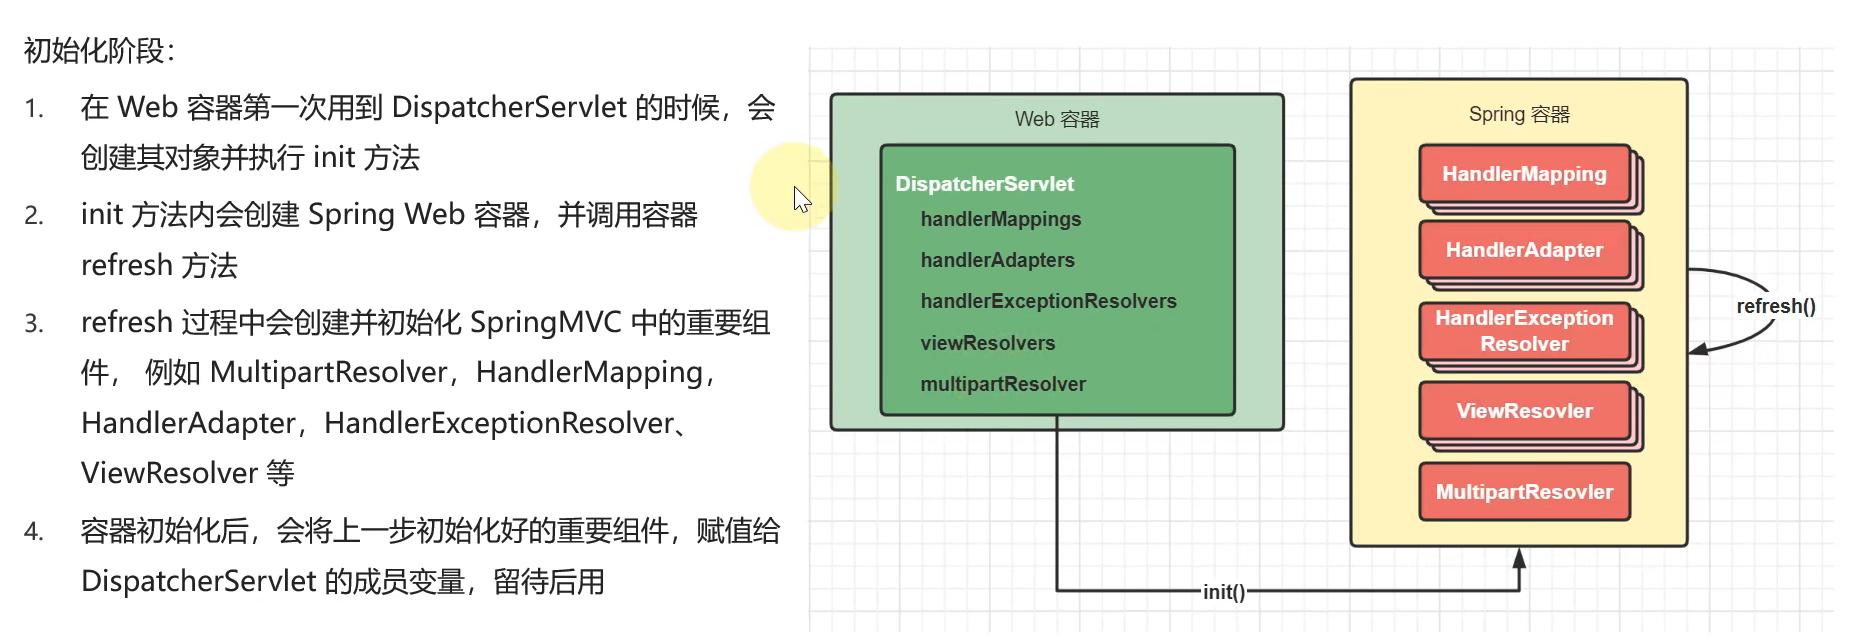 初始化阶段：
1. 在 Web 容器第一次用到 DispatcherServlet 的时候，会
创建其对象并执行 init 方法
2. init 方法内会创建 Spring Web 容器，并调用容器
refresh 方法
3. refresh 过程中会创建并初始化 SpringMVC 中的重要组
件， 例如 MultipartResolver，HandlerMapping，
HandlerAdapter，HandlerExceptionResolver、
ViewResolver 等
4. 容器初始化后，会将上一步初始化好的重要组件，赋值给
DispatcherServlet 的成员变量，留待后用
Web 容器
DispatcherServlet
handlerMappings
handlerAdapters
handlerExceptionResolvers
viewResolvers
multipartResolver
init()
Spring 容器
HandlerMapping
HandlerAdapter
HandlerException
Resolver
ViewResovler
MultipartResovler
refresh()